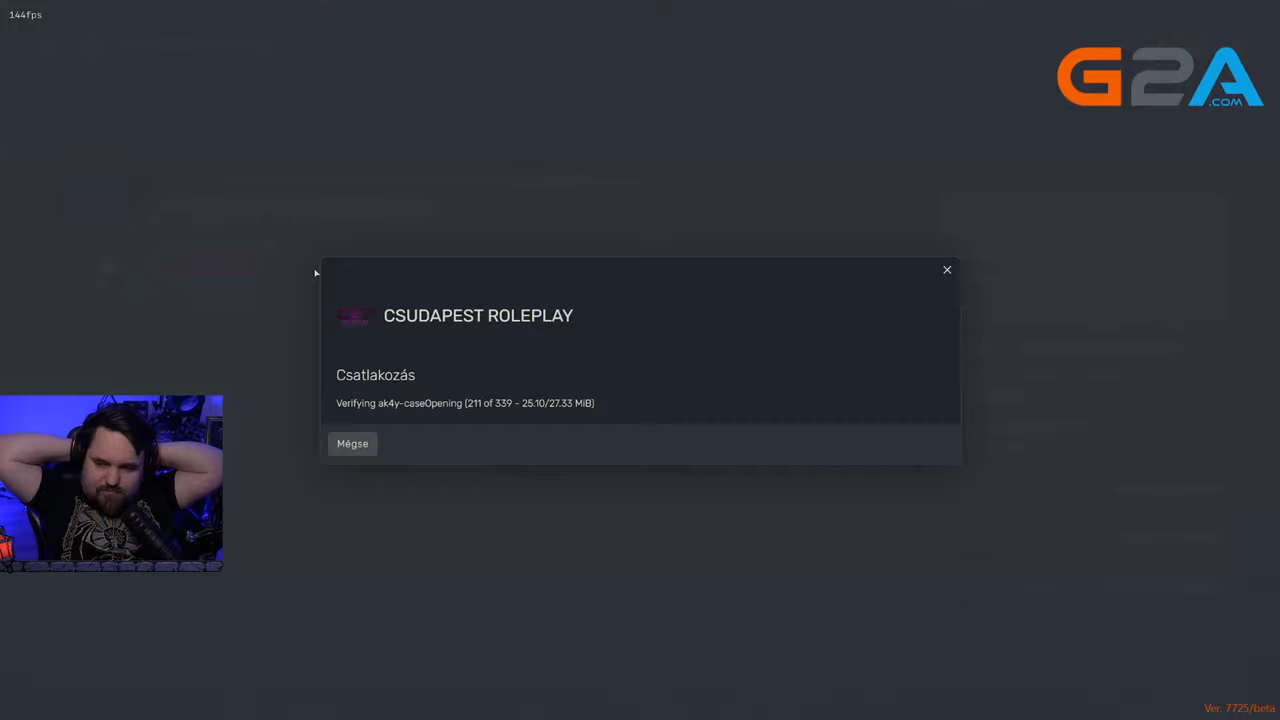 144fps
G2A
.COM
CSUDAPEST ROLEPLAY
Csatlakozás
Verifying ak4y-caseOpening (211 of 339 - 25.10/27.33 MiB)
Mégse
Ver. 7725/beta